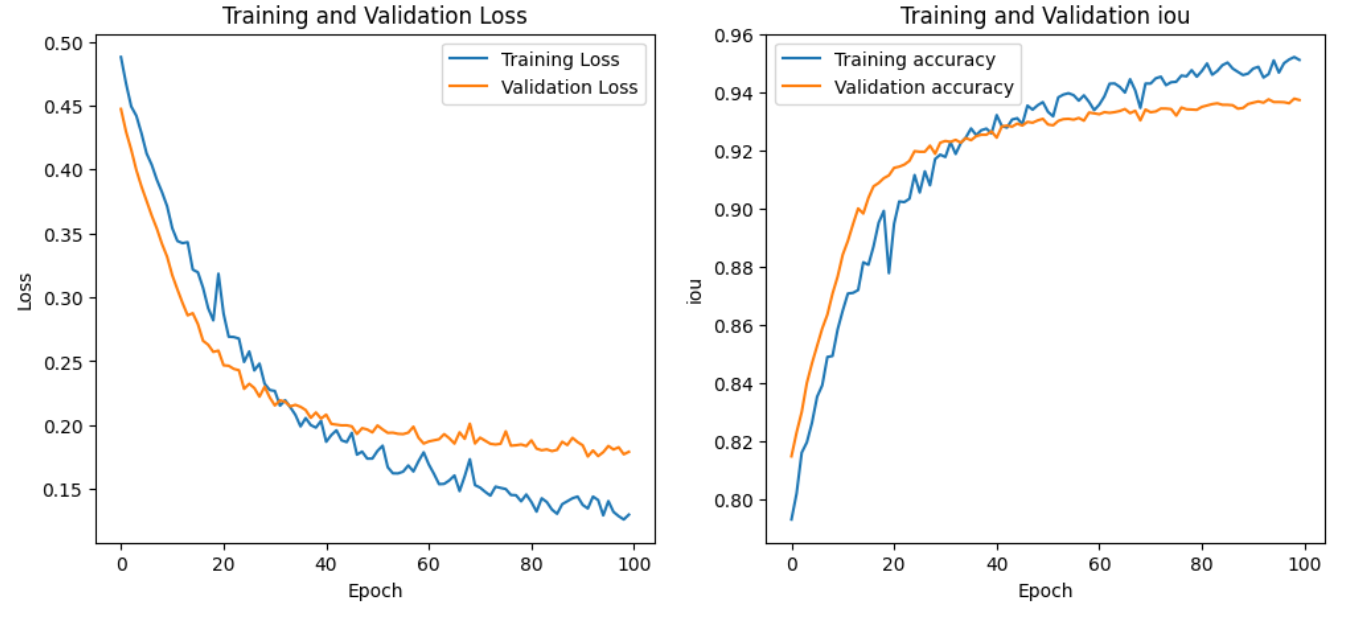 Training and Validation Loss
0.50
0.45
0.40
0.35
0.30
0.25
0.20
0.15
Loss
Training Loss
Validation Loss
0 20 40 60 80 100
Epoch
Training and Validation iou
0.96
0.94
0.92
0.90
0.88
0.86
0.84
0.82
0.80
iou
Training accuracy
Validation accuracy
0 20 40 60 80 100
Epoch